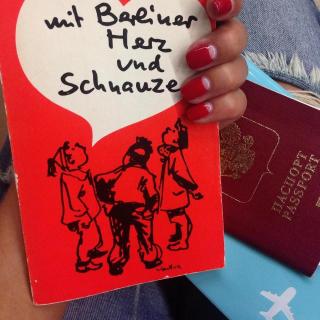 mit Berliner
Herz
und
Schnauze
ПАСПОРТ
PASSPORT